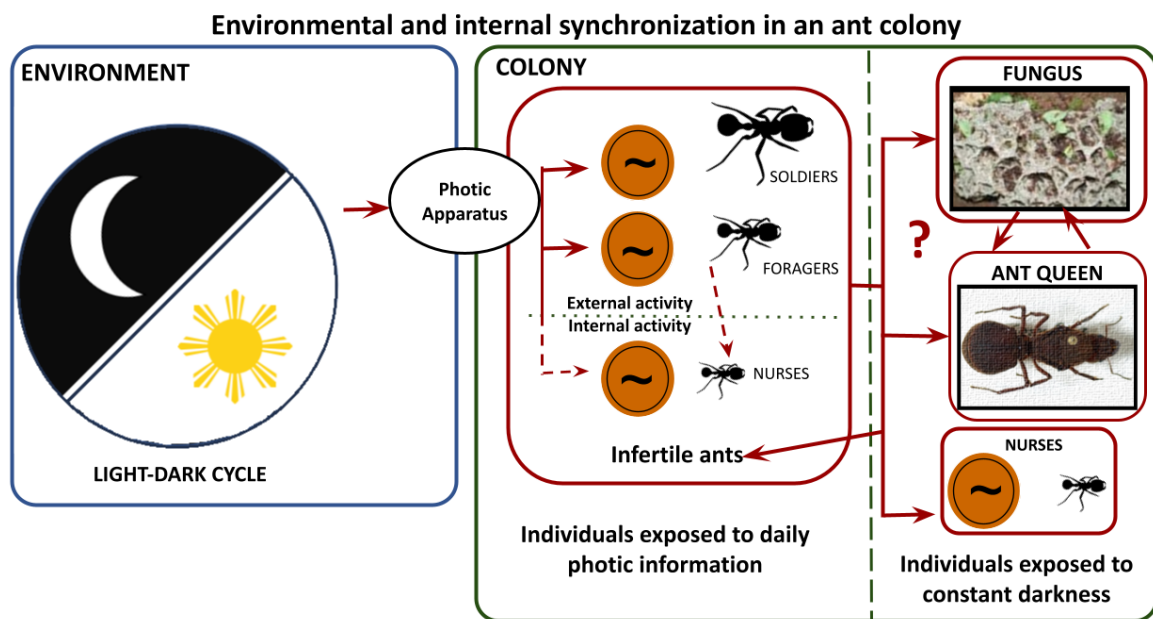 Environmental and internal synchronization in an ant colony
ENVIRONMENT
LIGHT-DARK CYCLE
Photic
Apparatus
COLONY
~
SOLDIERS
~
FORAGERS
External activity
Internal activity
~
NURSES
Infertile ants
Individuals exposed to daily
photic information
?
FUNGUS
ANT QUEEN
NURSES
~
Individuals exposed to
constant darkness